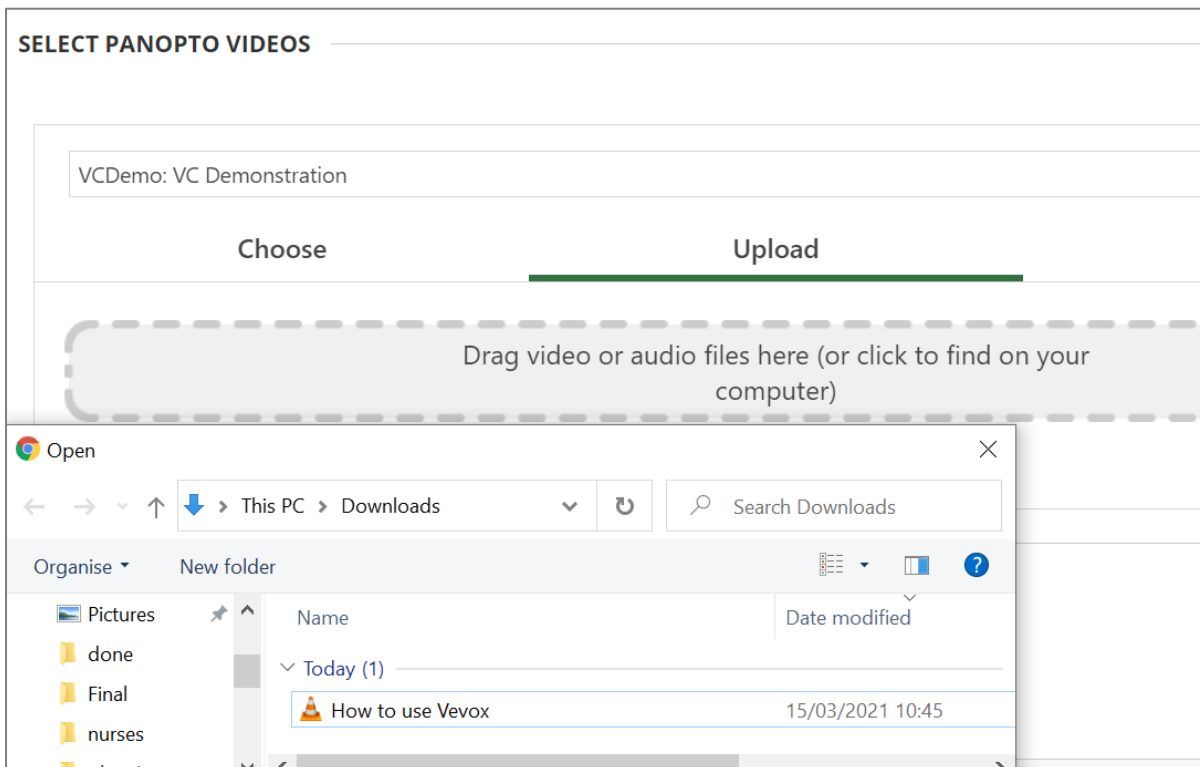 SELECT PANOPTO VIDEOS
VCDemo: VC Demonstration
Choose
Upload
Drag video or audio files here (or click to find on your
computer)
Open
This PC
Downloads
Search Downloads
Organise
New folder
?
Pictures
done
Final
nurses
Name
Date modified
Today (1)
How to use Vevox
15/03/2021 10:45